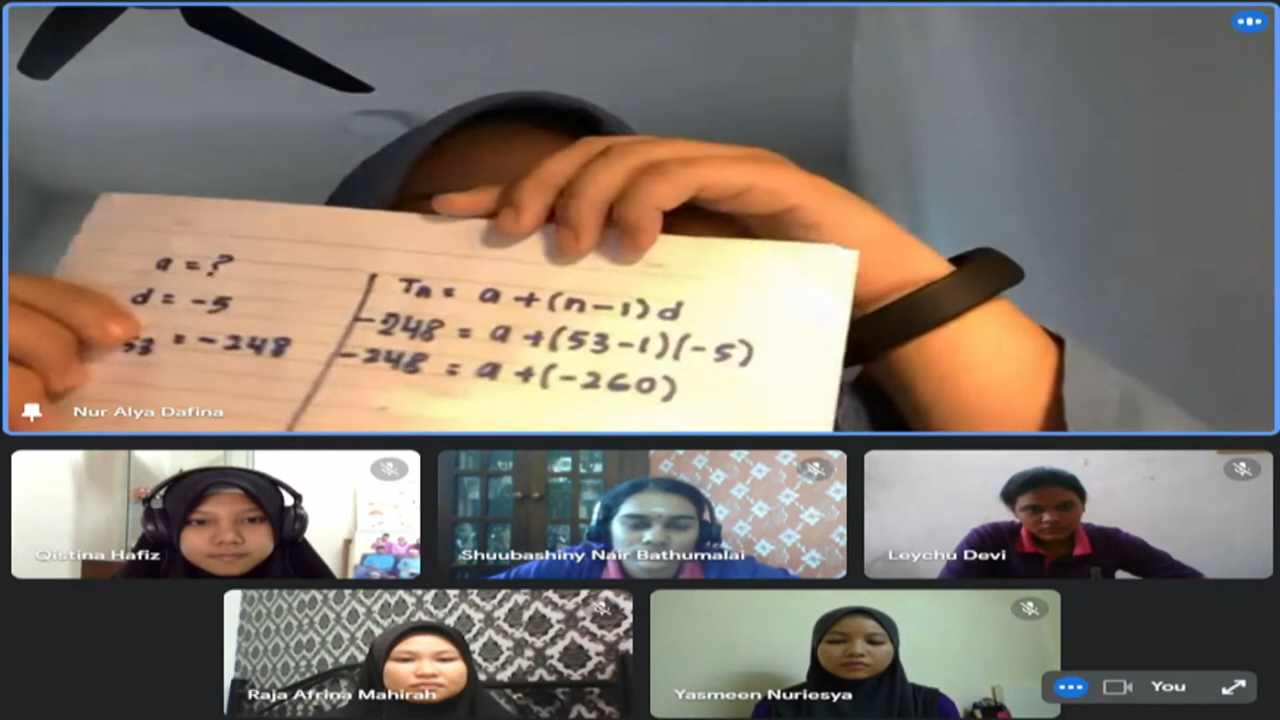 a = ?
d = -5
= -248
Tn = a + (n-1)d
-248 = a + (53-1)(-5)
-248 = a + (-260)
Nur Alya Dafina
Qistina Hafiz
Shuubashiny Nair Bathumalai
Leychu Devi
Raja Afrina Mahirah
Yasmeen Nuriesya
You